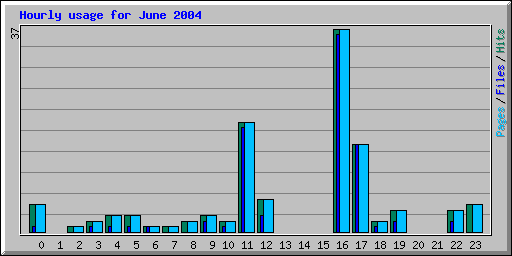 Hourly usage for June 2004
37
Pages/Files/Hits
0 1 2 3 4 5 6 7 8 9 10 11 12 13 14 15 16 17 18 19 20 21 22 23